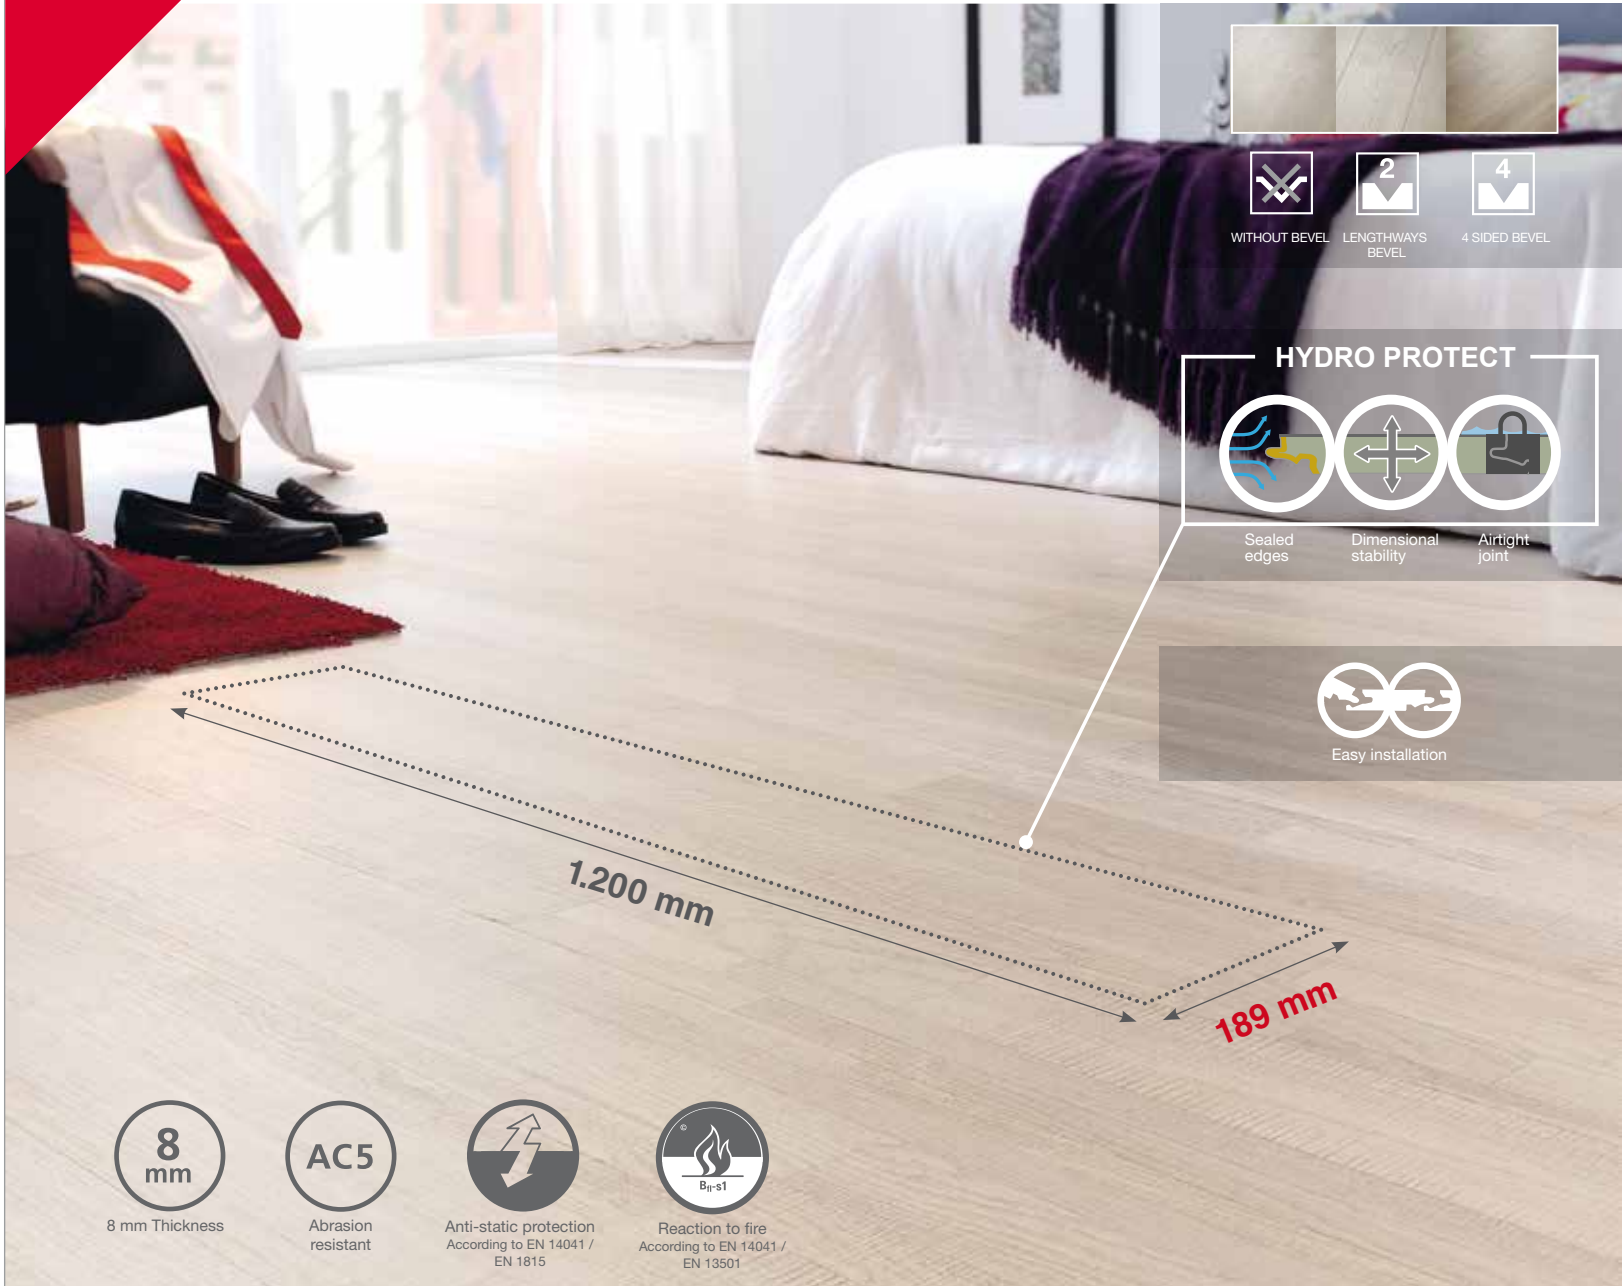 2
4
WITHOUT BEVEL
LENGTHWAYS
BEVEL
4 SIDED BEVEL
HYDRO PROTECT
Sealed
edges
Dimensional
stability
Airtight
joint
Easy installation
1.200 mm
189 mm
8
mm
8 mm Thickness
AC5
Abrasion
resistant
Anti-static protection
According to EN 14041 /
EN 1815
©
Bfl-s1
Reaction to fire
According to EN 14041 /
EN 13501